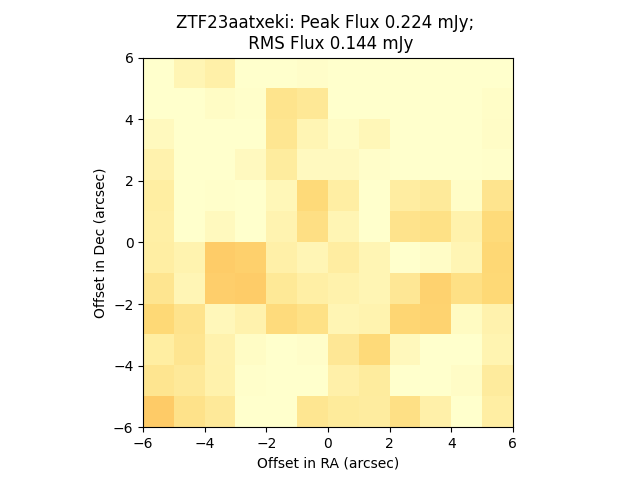 ZTF23aatxeki: Peak Flux 0.224 mJy;
RMS Flux 0.144 mJy
6
4
2
0
−2
−4
−6
Offset in Dec (arcsec)
−6 −4 −2 0 2 4 6
Offset in RA (arcsec)